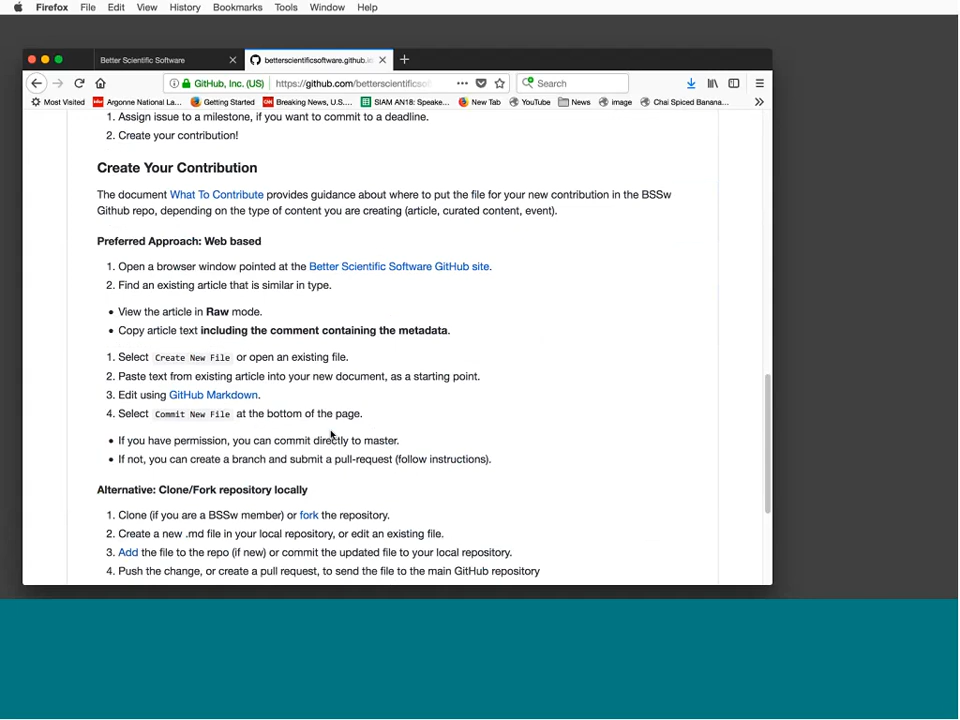 Firefox File Edit View History Bookmarks Tools Window Help
Better Scientific Software
betterscientificsoftware.github.i
GitHub, Inc. (US) https://github.com/betterscientificso
Search
Most Visited Argonne National La... Getting Started Breaking News, U.S.... SIAM AN18: Speake... New Tab YouTube News image Chai Spiced Banana...
1. Assign issue to a milestone, if you want to commit to a deadline.
2. Create your contribution!
Create Your Contribution
The document What To Contribute provides guidance about where to put the file for your new contribution in the BSSw
Github repo, depending on the type of content you are creating (article, curated content, event).
Preferred Approach: Web based
1. Open a browser window pointed at the Better Scientific Software GitHub site.
2. Find an existing article that is similar in type.
• View the article in Raw mode.
• Copy article text including the comment containing the metadata.
1. Select Create New File or open an existing file.
2. Paste text from existing article into your new document, as a starting point.
3. Edit using GitHub Markdown.
4. Select Commit New File at the bottom of the page.
• If you have permission, you can commit directly to master.
• If not, you can create a branch and submit a pull-request (follow instructions).
Alternative: Clone/Fork repository locally
1. Clone (if you are a BSSw member) or fork the repository.
2. Create a new .md file in your local repository, or edit an existing file.
3. Add the file to the repo (if new) or commit the updated file to your local repository.
4. Push the change, or create a pull request, to send the file to the main GitHub repository